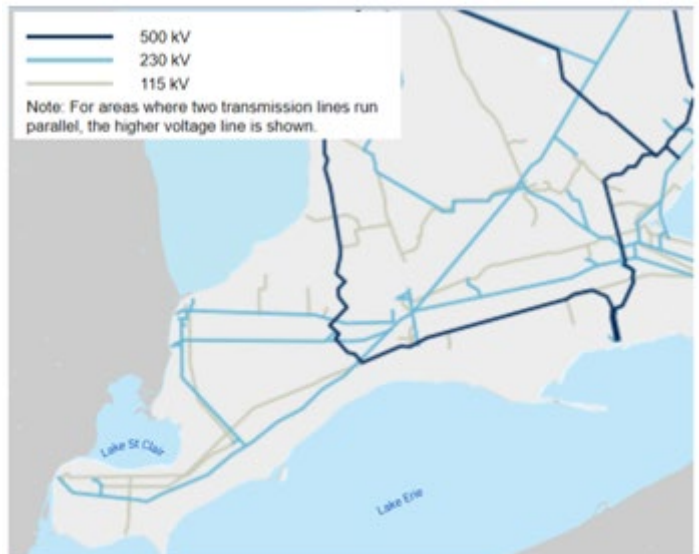 500 kV
230 kV
115 kV
Note: For areas where two transmission lines run
parallel, the higher voltage line is shown.
Lake St Clair
Lake Erie